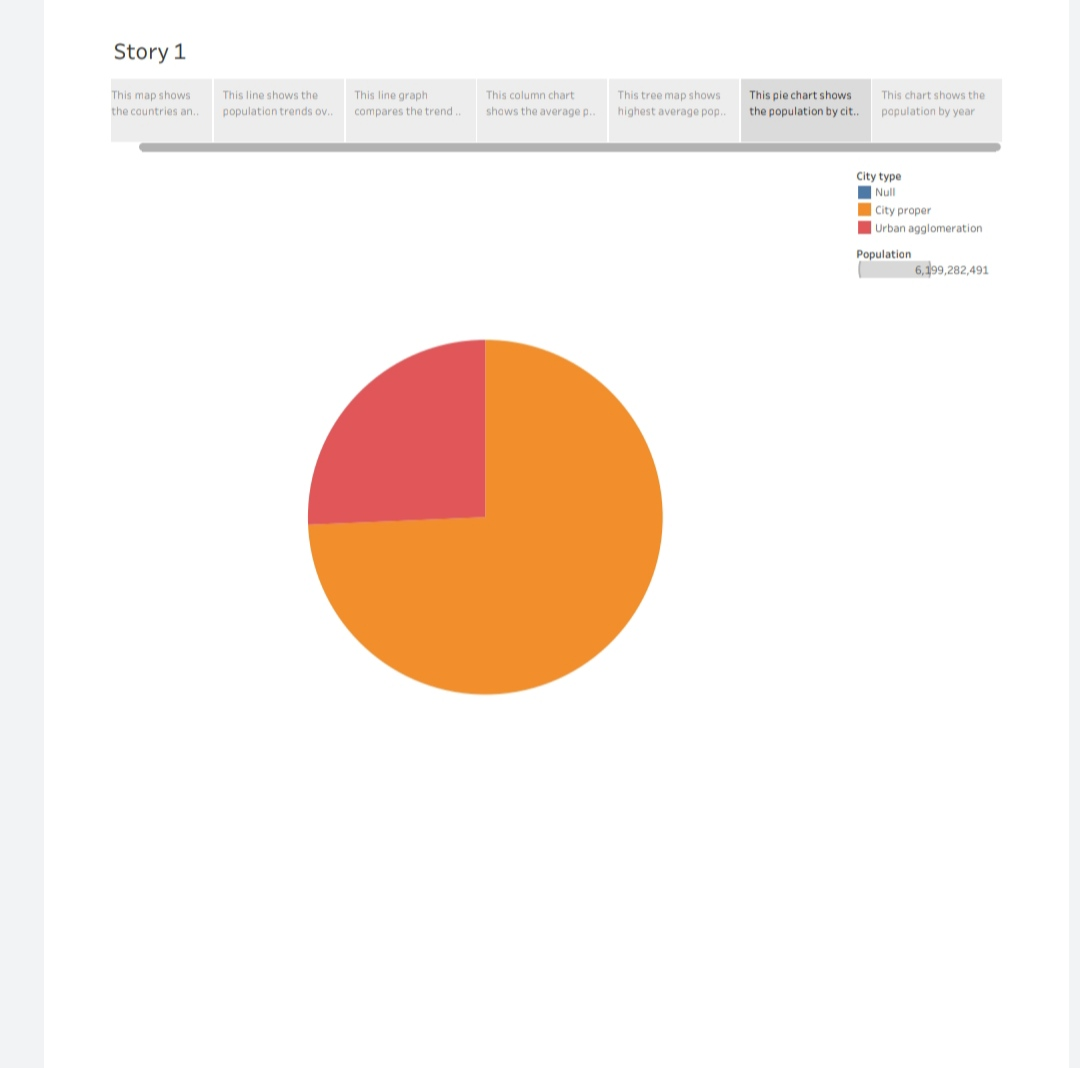 Story 1
This map shows
the countries an..
This line shows the
population trends ov..
This line graph
compares the trend ..
This column chart
shows the average p..
This tree map shows
highest average pop..
This pie chart shows
the population by cit..
This chart shows the
population by year
City type
Null
City proper
Urban agglomeration
Population
6,199,282,491